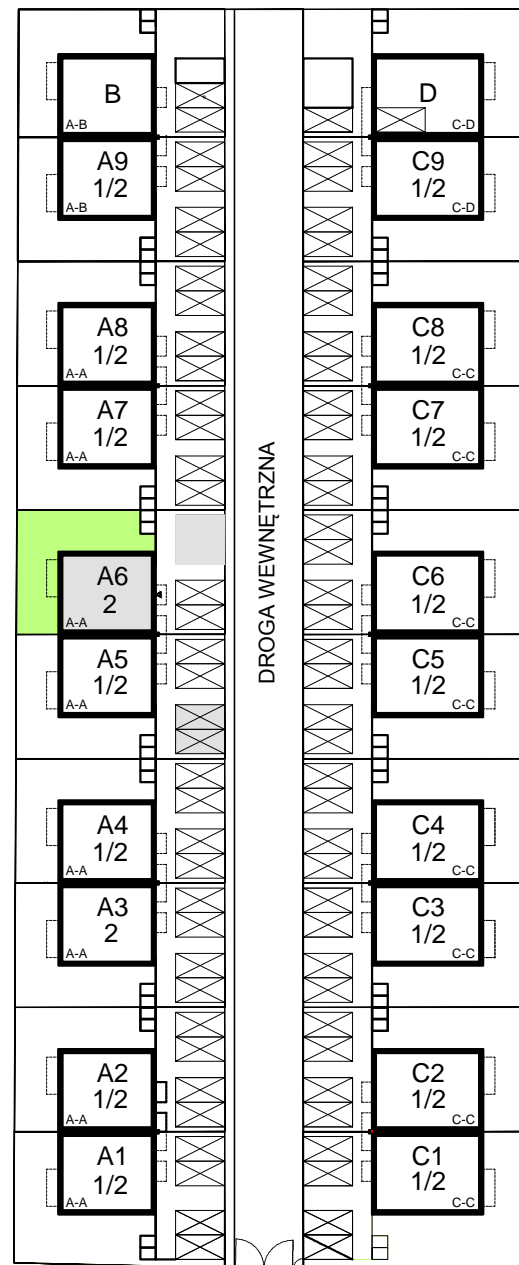 B
A-B
A9
1/2
A-B
A8
1/2
A-A
A7
1/2
A-A
A6
2
A-A
A5
1/2
A-A
A4
1/2
A3
2
A2
1/2
A-A
A1
1/2
A-A
DROGA WEWNĘTRZNA
D
C-D
C9
1/2
C-D
C8
1/2
C-C
C7
1/2
C-C
C6
1/2
C-C
C5
1/2
C-C
C4
1/2
C-C
C3
1/2
C-C
C2
1/2
C-C
C1
1/2
C-C